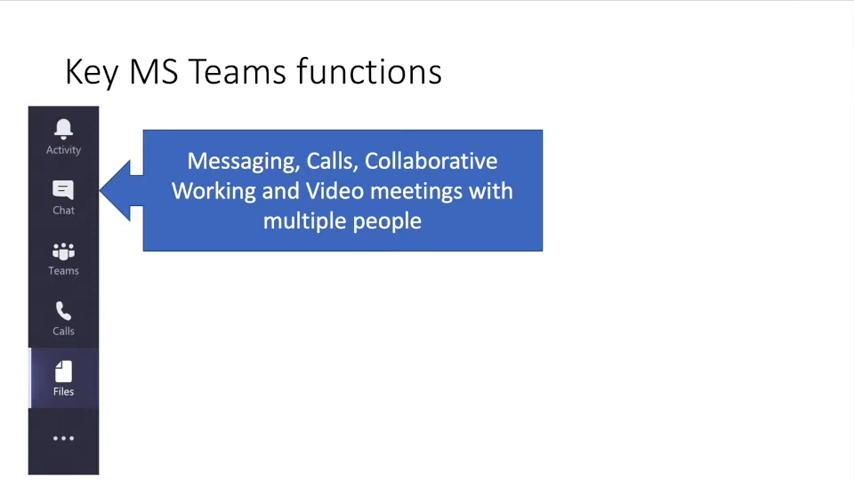 Key MS Teams functions
Activity
Chat
Teams
Calls
Files
Messaging, Calls, Collaborative
Working and Video meetings with
multiple people